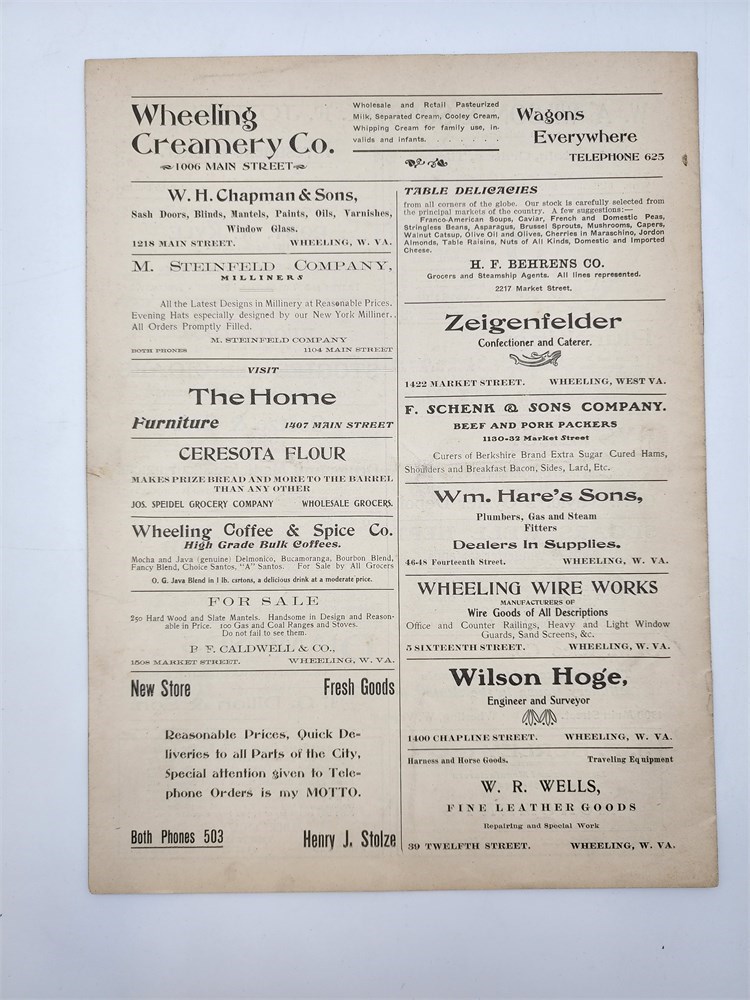 Wheeling
Creamery Co.
1006 MAIN STREET
Wholesale and Retail Pasteurized
Milk, Separated Cream, Cooley Cream,
Whipping Cream for family use, in-
valids and infants. . . . . . . .
Wagons
Everywhere
TELEPHONE 625
W. H. Chapman & Sons,
Sash Doors, Blinds, Mantels, Paints, Oils, Varnishes,
Window Glass.
1218 MAIN STREET. WHEELING, W. VA.
M. STEINFELD COMPANY,
MILLINERS
All the Latest Designs in Millinery at Reasonable Prices.
Evening Hats especially designed by our New York Milliner.
All Orders Promptly Filled.
M. STEINFELD COMPANY
BOTH PHONES 1104 MAIN STREET
VISIT
The Home
Furniture 1407 MAIN STREET
CERESOTA FLOUR
MAKES PRIZE BREAD AND MORE TO THE BARREL
THAN ANY OTHER
JOS. SPEIDEL GROCERY COMPANY WHOLESALE GROCERS.
Wheeling Coffee & Spice Co.
High Grade Bulk Coffees.
Mocha and Java (genuine) Delmonico, Bucamoranga, Bourbon Blend,
Fancy Blend, Choice Santos, "A" Santos. For Sale by All Grocers
O. G. Java Blend in 1 lb. cartons, a delicious drink at a moderate price.
FOR SALE
250 Hard Wood and Slate Mantels. Handsome in Design and Reason-
able in Price. 100 Gas and Coal Ranges and Stoves.
Do not fail to see them.
B. F. CALDWELL & CO.,
1508 MARKET STREET. WHEELING, W. VA.
New Store Fresh Goods
Reasonable Prices, Quick De-
liveries to all Parts of the City,
Special attention given to Tele-
phone Orders is my MOTTO.
Both Phones 503 Henry J. Stolze
TABLE DELICACIES
from all corners of the globe. Our stock is carefully selected from
the principal markets of the country. A few suggestions:—
Franco-American Soups, Caviar, French and Domestic Peas,
Stringless Beans, Asparagus, Brussel Sprouts, Mushrooms, Capers,
Walnut Catsup, Olive Oil and Olives, Cherries in Maraschino, Jordon
Almonds, Table Raisins, Nuts of All Kinds, Domestic and Imported
Cheese.
H. F. BEHRENS CO.
Grocers and Steamship Agents. All lines represented.
2217 Market Street.
Zeigenfelder
Confectioner and Caterer.
1422 MARKET STREET. WHEELING, WEST VA.
F. SCHENK & SONS COMPANY.
BEEF AND PORK PACKERS
1130-32 Market Street
Curers of Berkshire Brand Extra Sugar Cured Hams,
Shoulders and Breakfast Bacon, Sides, Lard, Etc.
Wm. Hare's Sons,
Plumbers, Gas and Steam
Fitters
Dealers In Supplies.
46-48 Fourteenth Street. WHEELING, W. VA.
WHEELING WIRE WORKS
MANUFACTURERS OF
Wire Goods of All Descriptions
Office and Counter Railings, Heavy and Light Window
Guards, Sand Screens, &c.
5 SIXTEENTH STREET. WHEELING, W. VA.
Wilson Hoge,
Engineer and Surveyor
1400 CHAPLINE STREET. WHEELING, W. VA.
Harness and Horse Goods. Traveling Equipment
W. R. WELLS,
FINE LEATHER GOODS
Repairing and Special Work
39 TWELFTH STREET. WHEELING, W. VA.